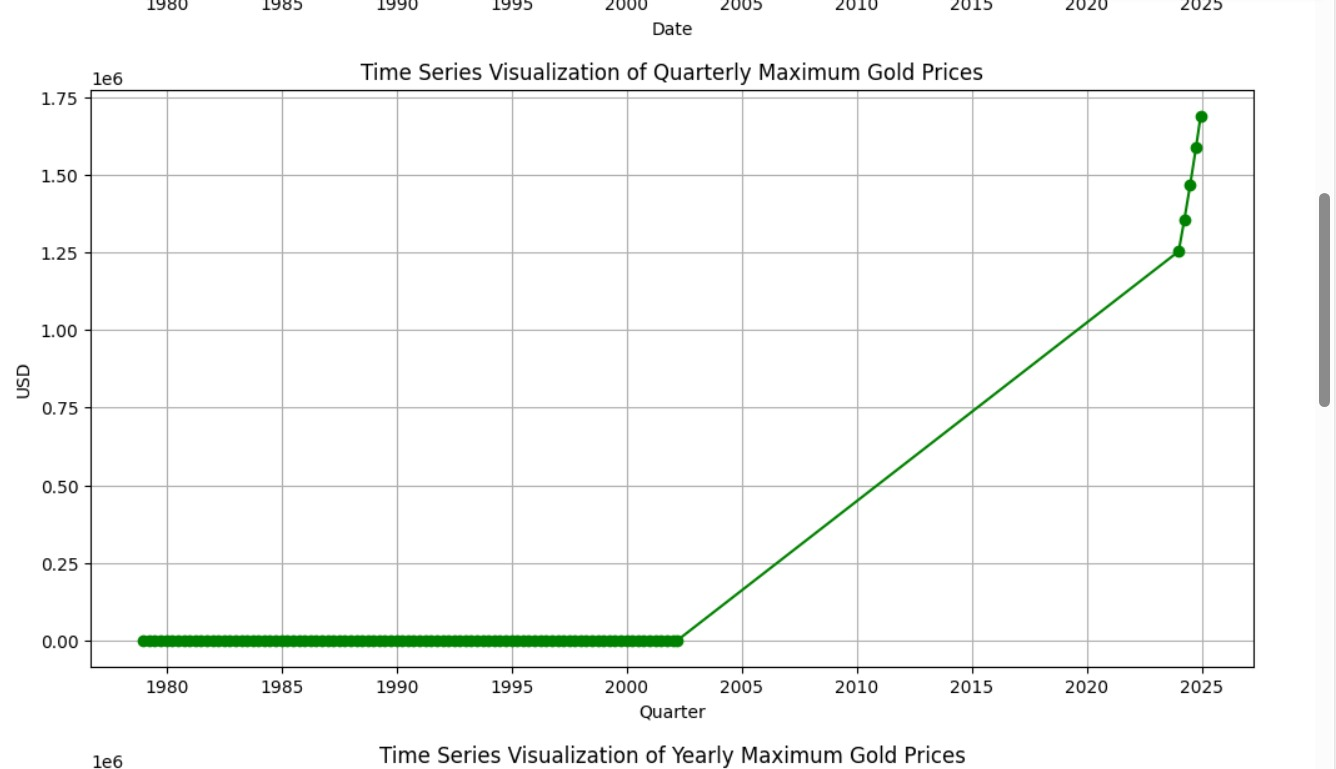 1980 1985 1990 1995 2000 2005 2010 2015 2020 2025
Date
Time Series Visualization of Quarterly Maximum Gold Prices
1e6
1.75
1.50
1.25
1.00
0.75
0.50
0.25
0.00
USD
1980 1985 1990 1995 2000 2005 2010 2015 2020 2025
Quarter
Time Series Visualization of Yearly Maximum Gold Prices
1e6